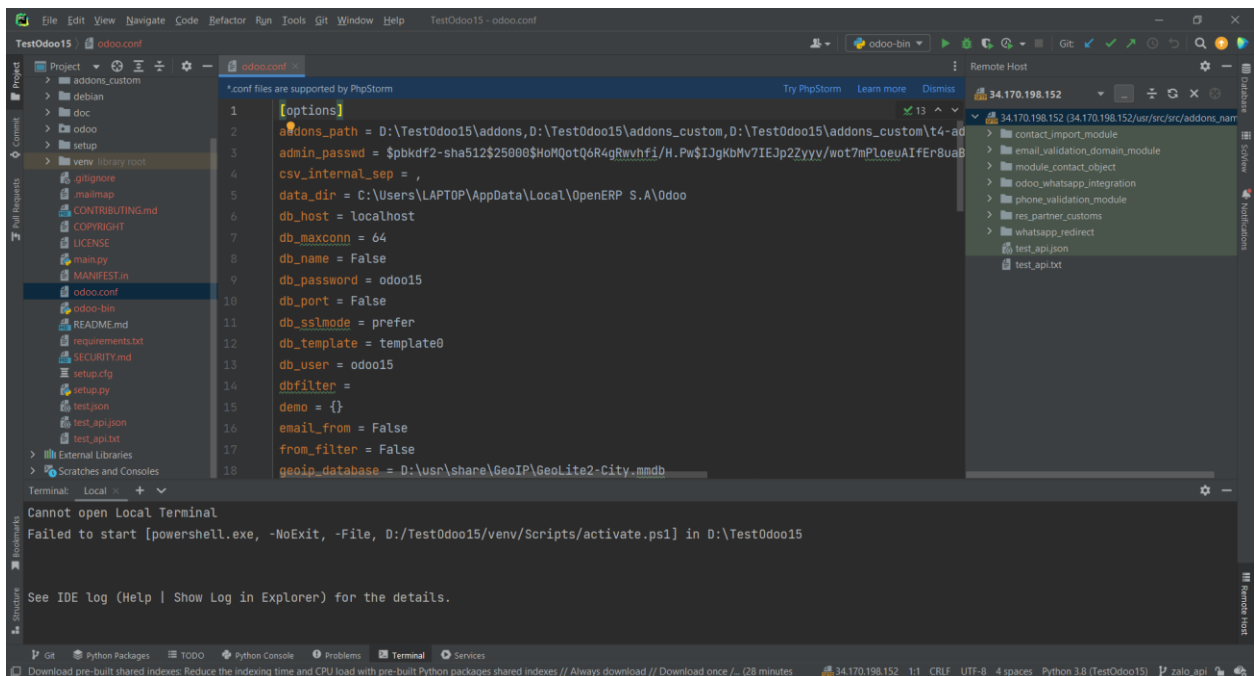 File Edit View Navigate Code Refactor Run Tools Git Window Help TestOdoo15 - odoo.conf
TestOdoo15 odoo.conf odoo-bin Git:
Project
addons_custom
debian
doc
odoo
setup
venv library root
.gitignore
.mailmap
CONTRIBUTING.md
COPYRIGHT
LICENSE
main.py
MANIFEST.in
odoo.conf
odoo-bin
README.md
requirements.txt
SECURITY.md
setup.cfg
setup.py
test.json
test_api.json
test_api.txt
External Libraries
Scratches and Consoles
Project
Commit
Pull Requests
Bookmarks
Structure
odoo.conf
*.conf files are supported by PhpStorm Try PhpStorm Learn more Dismiss
13
1 [options]
2 addons_path = D:\TestOdoo15\addons,D:\TestOdoo15\addons_custom,D:\TestOdoo15\addons_custom\t4-ad
3 admin_passwd = $pbkdf2-sha512$25000$HoMQotQ6R4gRwvhfi/H.Pw$IJgKbMv7IEJp2Zyyv/wot7mPloeuAIfEr8uaB
4 csv_internal_sep = ,
5 data_dir = C:\Users\LAPTOP\AppData\Local\OpenERP S.A\Odoo
6 db_host = localhost
7 db_maxconn = 64
8 db_name = False
9 db_password = odoo15
10 db_port = False
11 db_sslmode = prefer
12 db_template = template0
13 db_user = odoo15
14 dbfilter =
15 demo = {}
16 email_from = False
17 from_filter = False
18 geoip_database = D:\usr\share\GeoIP\GeoLite2-City.mmdb
Remote Host
34.170.198.152
34.170.198.152 (34.170.198.152/usr/src/src/addons_nam
contact_import_module
email_validation_domain_module
module_contact_object
odoo_whatsapp_integration
phone_validation_module
res_partner_customs
whatsapp_redirect
test_api.json
test_api.txt
Database
SciView
Notifications
Remote Host
Terminal: Local
Cannot open Local Terminal
Failed to start [powershell.exe, -NoExit, -File, D:/TestOdoo15/venv/Scripts/activate.ps1] in D:\TestOdoo15
See IDE log (Help | Show Log in Explorer) for the details.
Git Python Packages TODO Python Console Problems Terminal Services
Download pre-built shared indexes: Reduce the indexing time and CPU load with pre-built Python packages shared indexes // Always download // Download once /... (28 minutes 34.170.198.152 1:1 CRLF UTF-8 4 spaces Python 3.8 (TestOdoo15) zalo_api